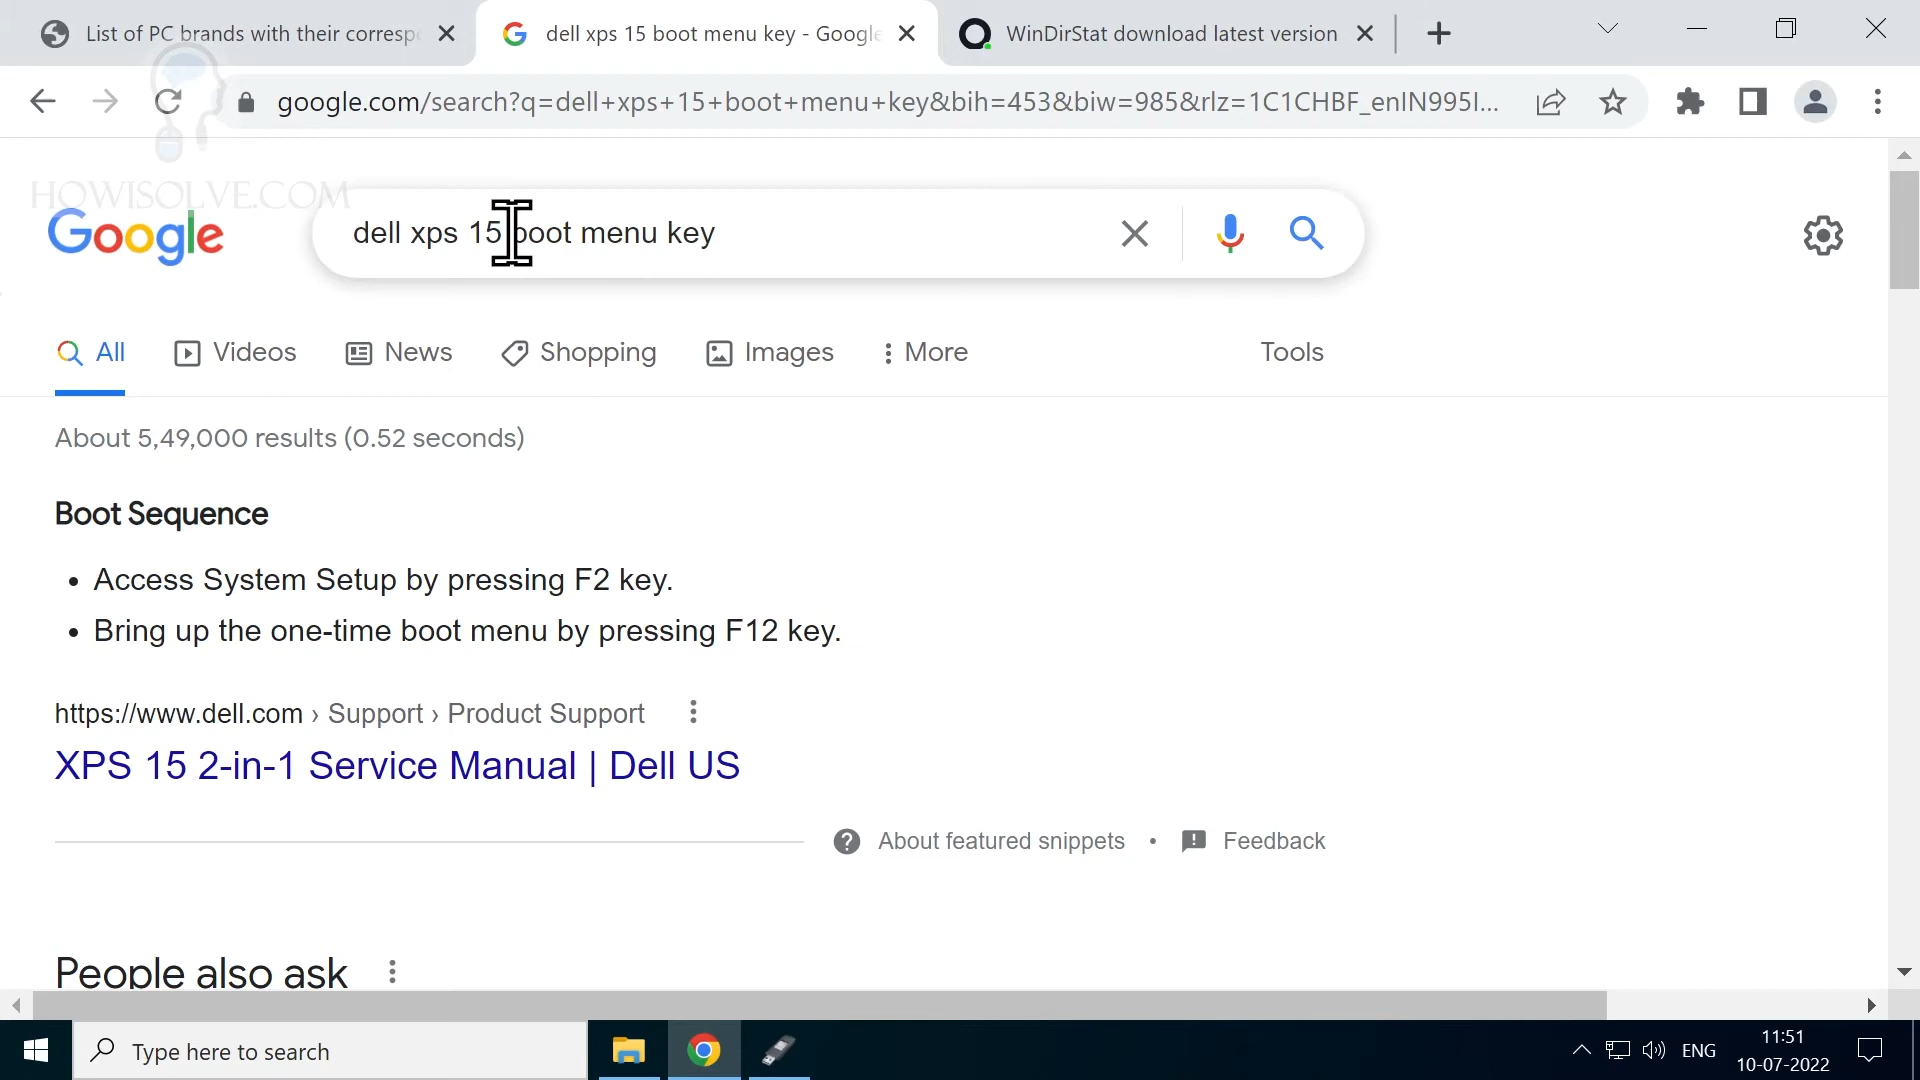 List of PC brands with their corresp
dell xps 15 boot menu key - Google
WinDirStat download latest version
google.com/search?q=dell+xps+15+boot+menu+key&bih=453&biw=985&rlz=1C1CHBF_enIN995I...
HOWISOLVE.COM
Google
dell xps 15 boot menu key
All
Videos
News
Shopping
Images
More
Tools
About 5,49,000 results (0.52 seconds)
Boot Sequence
• Access System Setup by pressing F2 key.
• Bring up the one-time boot menu by pressing F12 key.
https://www.dell.com › Support › Product Support
XPS 15 2-in-1 Service Manual | Dell US
About featured snippets • Feedback
People also ask
Type here to search
ENG
11:51
10-07-2022